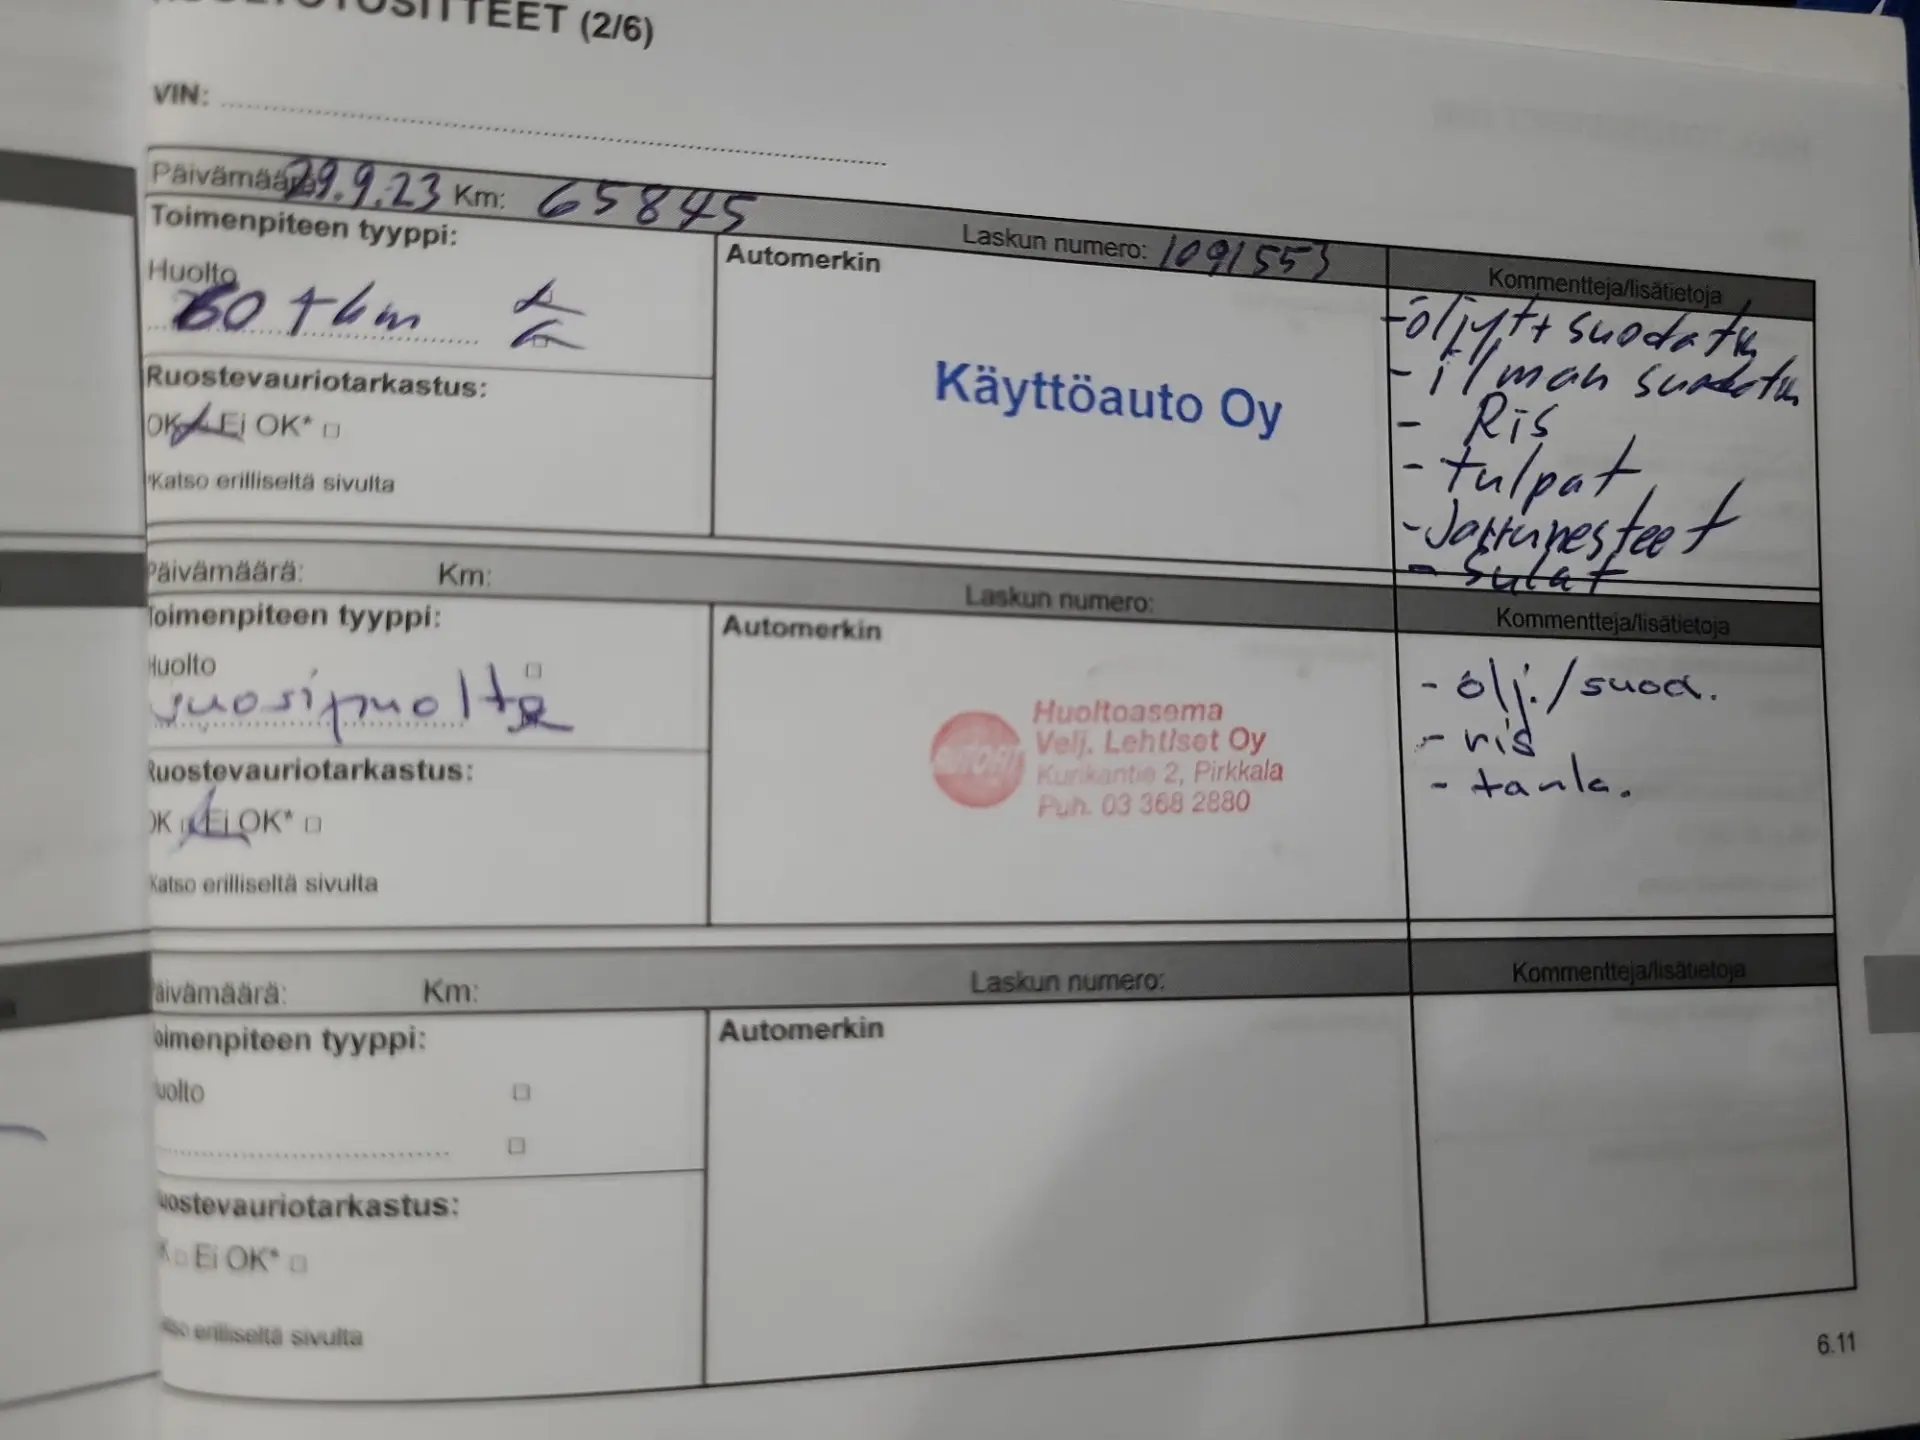 HUOLTOTOSITTEET (2/6)
VIN:
Päivämäärä 29.9.23 Km: 65845 Laskun numero: 1091553 Kommentteja/lisätietoja
Toimenpiteen tyyppi:
Huolto
60 tkm
Ruostevauriotarkastus:
OK Ei OK*
*Katso erilliseltä sivulta
Automerkin
Käyttöauto Oy
-öljyt+ suodatin
- ilman suodatin
- Ris
- tulpat
- Jarrunesteet
- Sulat
Päivämäärä: Km: Laskun numero: Kommentteja/lisätietoja
Toimenpiteen tyyppi:
Huolto
vuosihuolto
Ruostevauriotarkastus:
OK Ei OK*
Katso erilliseltä sivulta
Automerkin
Huoltoasema
Velj. Lehtiset Oy
Kurikantie 2, Pirkkala
Puh. 03 368 2880
- ölj./suod.
- ris
Päivämäärä: Km: Laskun numero: Kommentteja/lisätietoja
Toimenpiteen tyyppi:
Huolto
Ruostevauriotarkastus:
OK Ei OK*
Katso erilliseltä sivulta
Automerkin
6.11